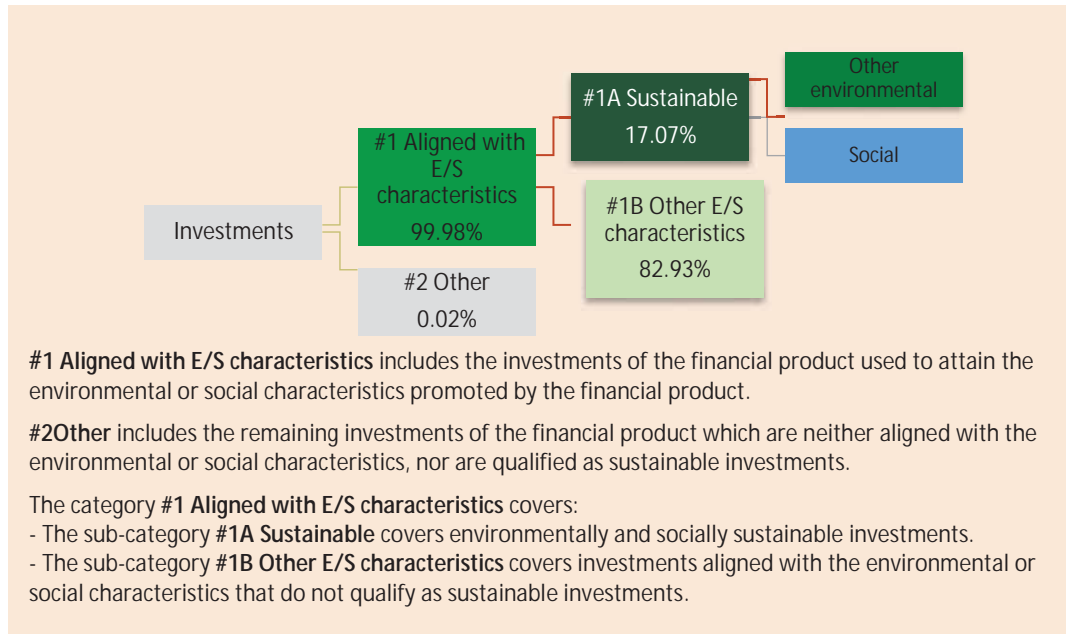 Investments
#1 Aligned with
E/S
characteristics
99.98%
#2 Other
0.02%
#1A Sustainable
17.07%
#1B Other E/S
characteristics
82.93%
Other
environmental
Social
#1 Aligned with E/S characteristics includes the investments of the financial product used to attain the
environmental or social characteristics promoted by the financial product.
#2Other includes the remaining investments of the financial product which are neither aligned with the
environmental or social characteristics, nor are qualified as sustainable investments.
The category #1 Aligned with E/S characteristics covers:
- The sub-category #1A Sustainable covers environmentally and socially sustainable investments.
- The sub-category #1B Other E/S characteristics covers investments aligned with the environmental or
social characteristics that do not qualify as sustainable investments.